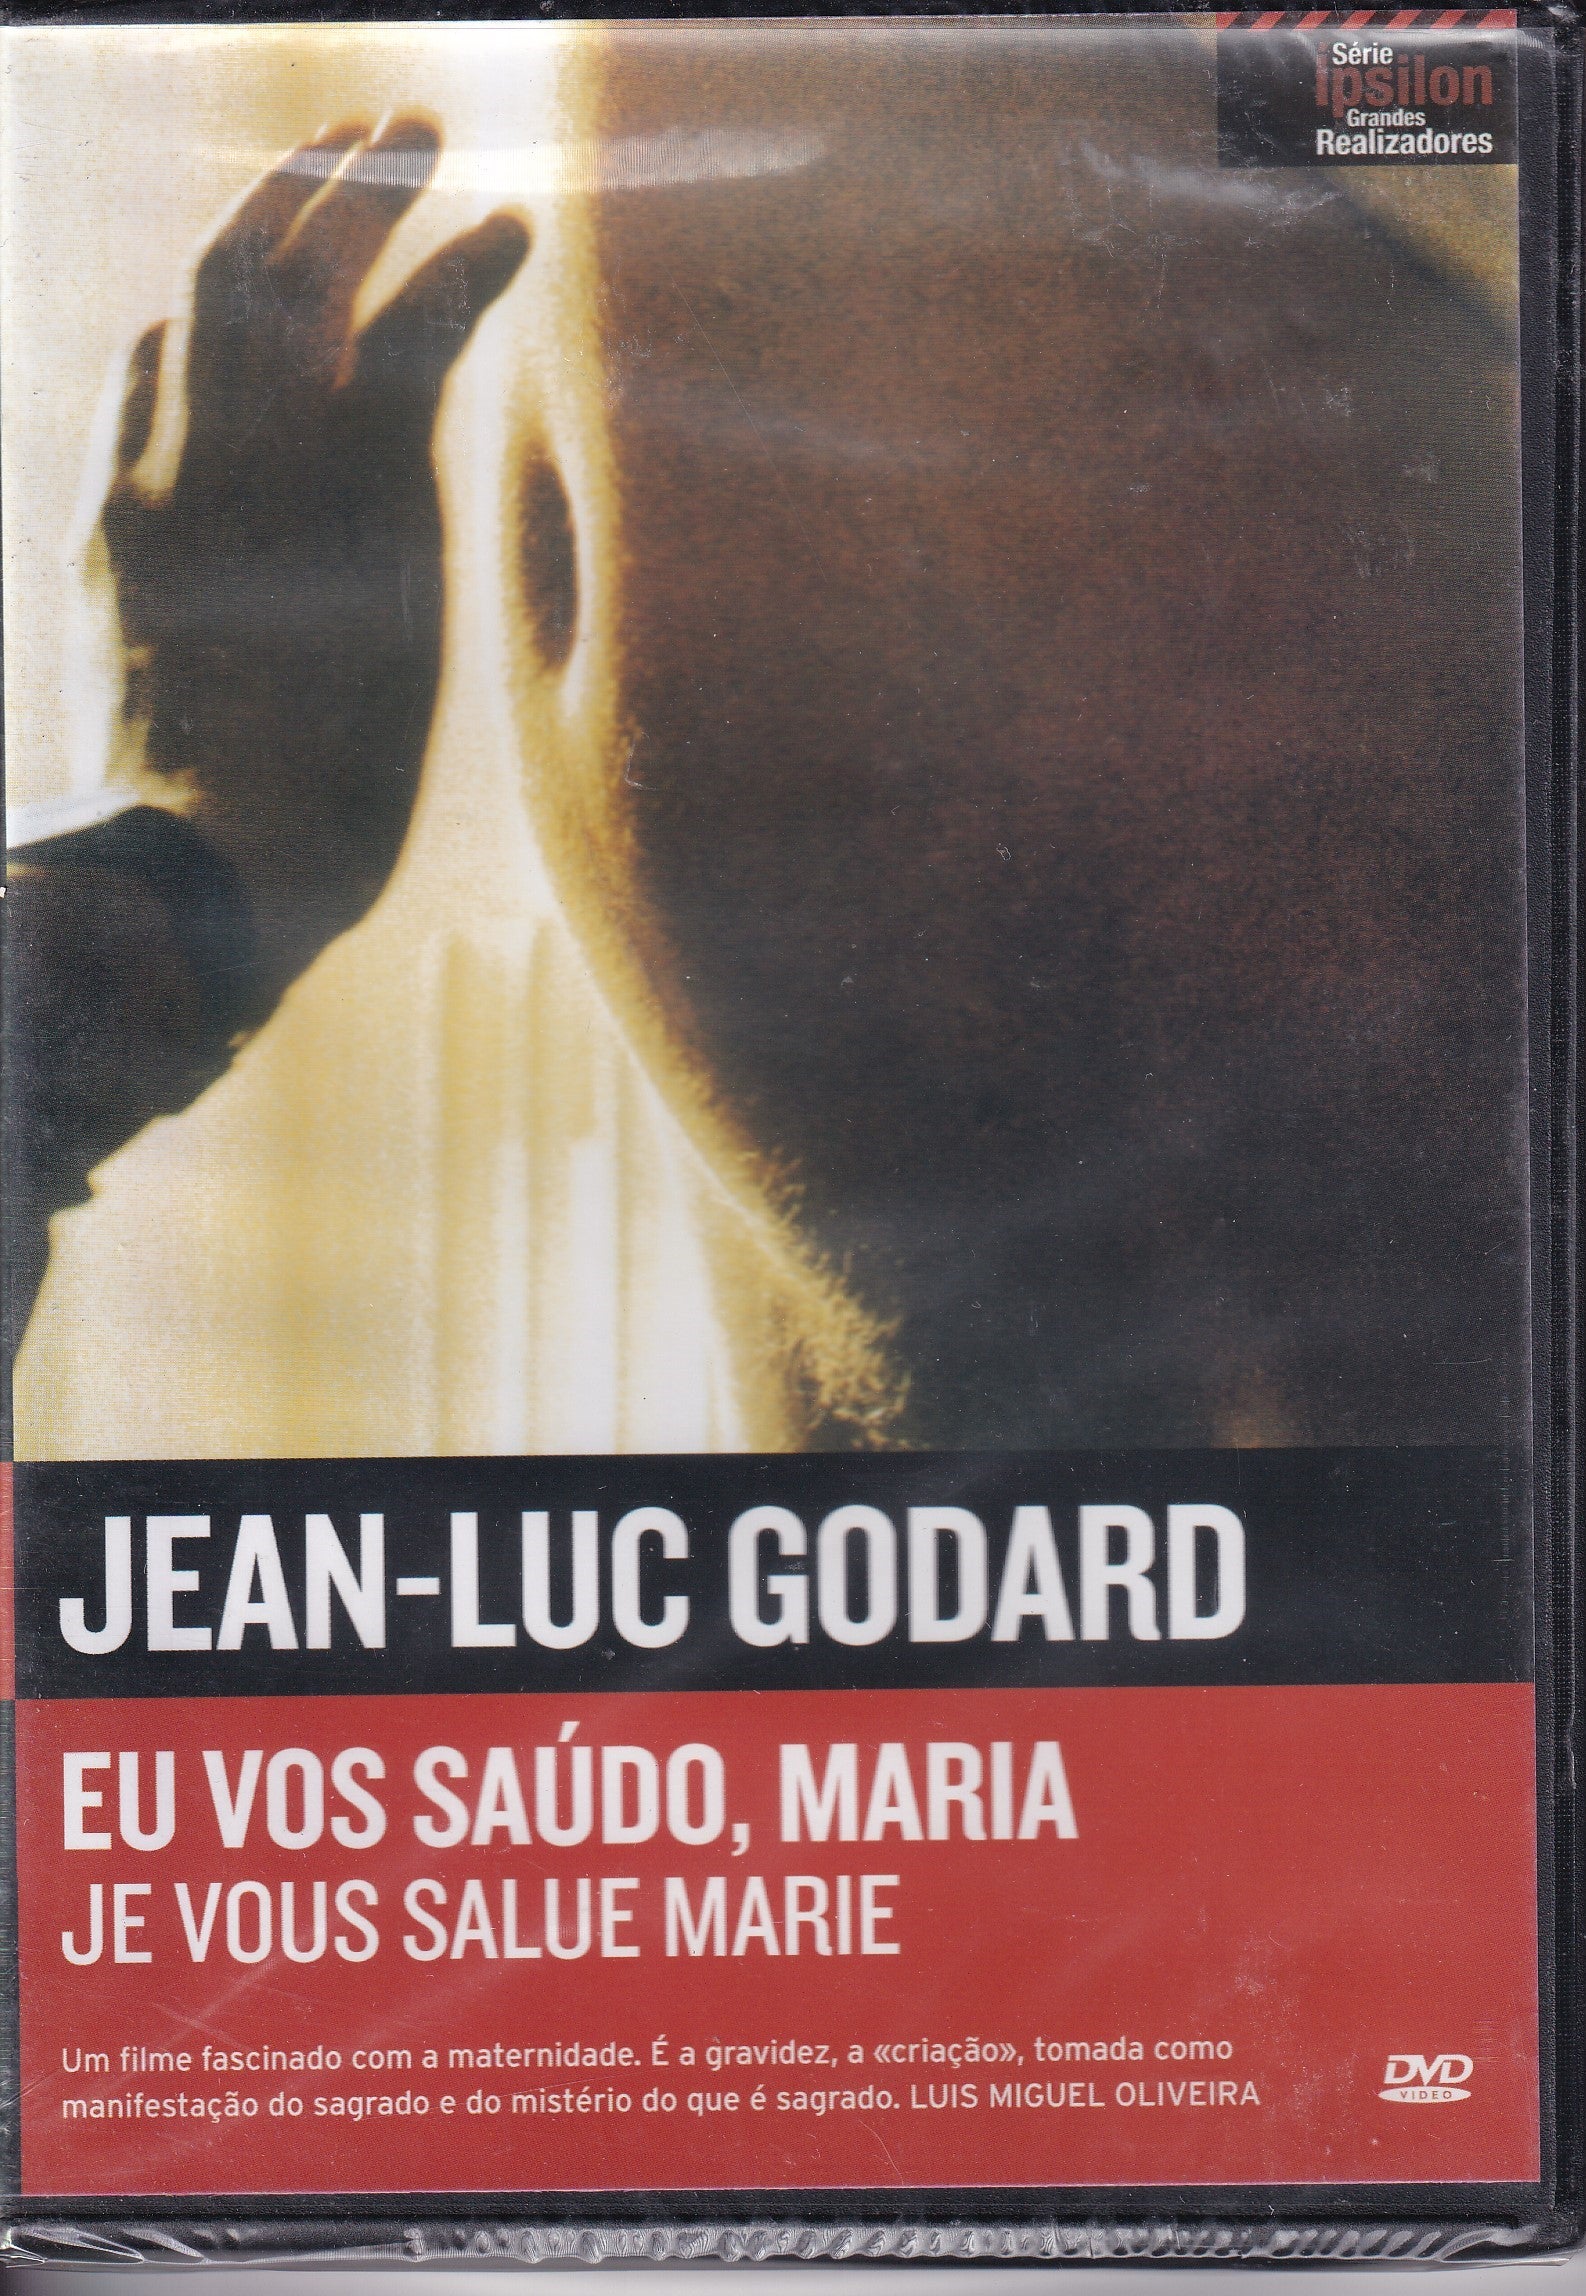 Série
ípsilon
Grandes
Realizadores
JEAN-LUC GODARD
EU VOS SAÚDO, MARIA
JE VOUS SALUE MARIE
Um filme fascinado com a maternidade. É a gravidez, a «criação», tomada como
manifestação do sagrado e do mistério do que é sagrado. LUIS MIGUEL OLIVEIRA
DVD
VIDEO